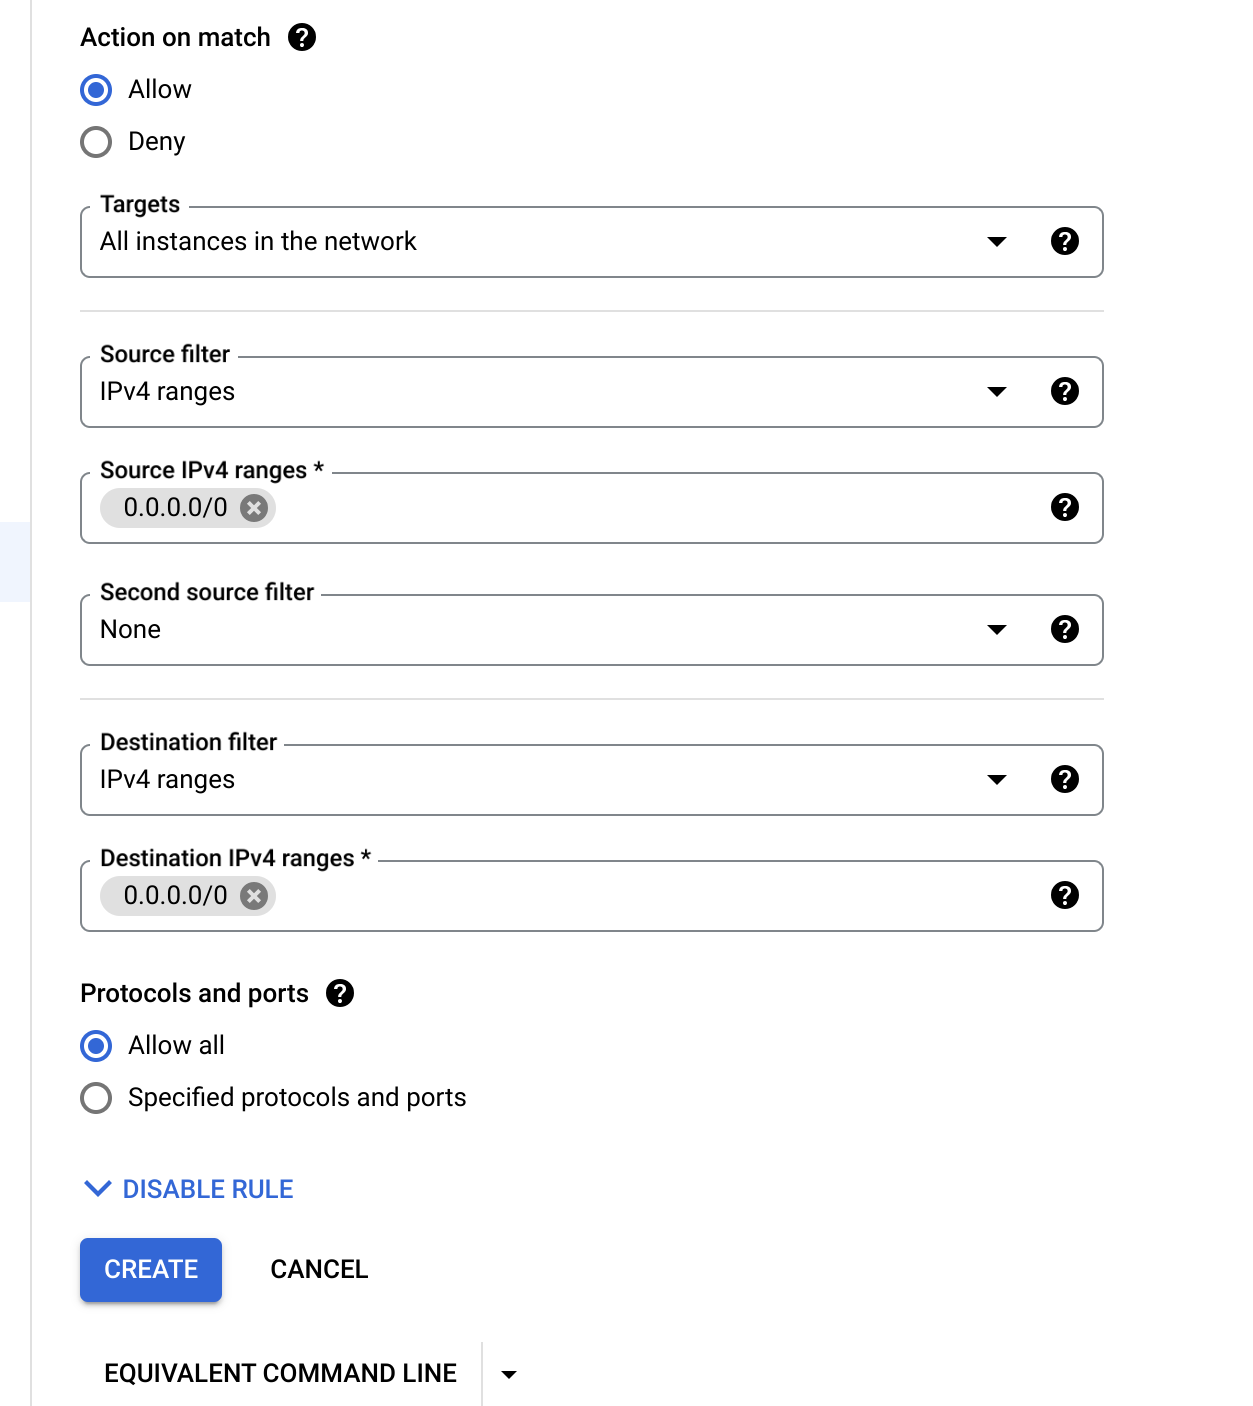 Action on match
Allow
Deny
Targets
All instances in the network
Source filter
IPv4 ranges
Source IPv4 ranges *
0.0.0.0/0
Second source filter
None
Destination filter
IPv4 ranges
Destination IPv4 ranges *
0.0.0.0/0
Protocols and ports
Allow all
Specified protocols and ports
DISABLE RULE
CREATE CANCEL
EQUIVALENT COMMAND LINE